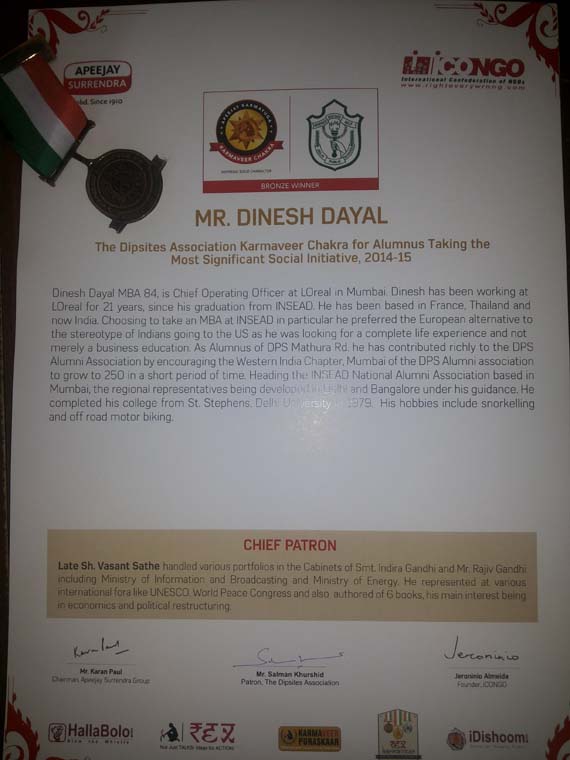 APEEJAY
SURRENDRA
Estd. Since 1910
iCONGO
International Confederation of NGOs
www.righteverywrong.com
KARMAVEER CHAKRA
BRONZE WINNER
MR. DINESH DAYAL
The Dipsites Association Karmaveer Chakra for Alumnus Taking the
Most Significant Social Initiative, 2014-15
Dinesh Dayal MBA 84, is Chief Operating Officer at LOreal in Mumbai. Dinesh has been working at
LOreal for 21 years, since his graduation from INSEAD. He has been based in France, Thailand and
now India. Choosing to take an MBA at INSEAD in particular he preferred the European alternative to
the stereotype of Indians going to the US as he was looking for a complete life experience and not
merely a business education. As Alumnus of DPS Mathura Rd. he has contributed richly to the DPS
Alumni Association by encouraging the Western India Chapter, Mumbai of the DPS Alumni association
to grow to 250 in a short period of time. Heading the INSEAD National Alumni Association based in
Mumbai, the regional representatives being developed in Delhi and Bangalore under his guidance. He
completed his college from St. Stephens, Delhi University in 1979. His hobbies include snorkelling
and off road motor biking.
CHIEF PATRON
Late Sh. Vasant Sathe handled various portfolios in the Cabinets of Smt. Indira Gandhi and Mr. Rajiv Gandhi
including Ministry of Information and Broadcasting and Ministry of Energy. He represented at various
international fora like UNESCO, World Peace Congress and also authored of 6 books, his main interest being
in economics and political restructuring.
Jeroninio
Mr. Karan Paul
Chairman, Apeejay Surrendra Group
Mr. Salman Khurshid
Patron, The Dipsites Association
Jeroninio Almeida
Founder, iCONGO
HallaBolo!
Blow the Whistle
Not Just TALKS! Ideas for ACTION!
KARMAVEER
PURASKAAR
iDishoom